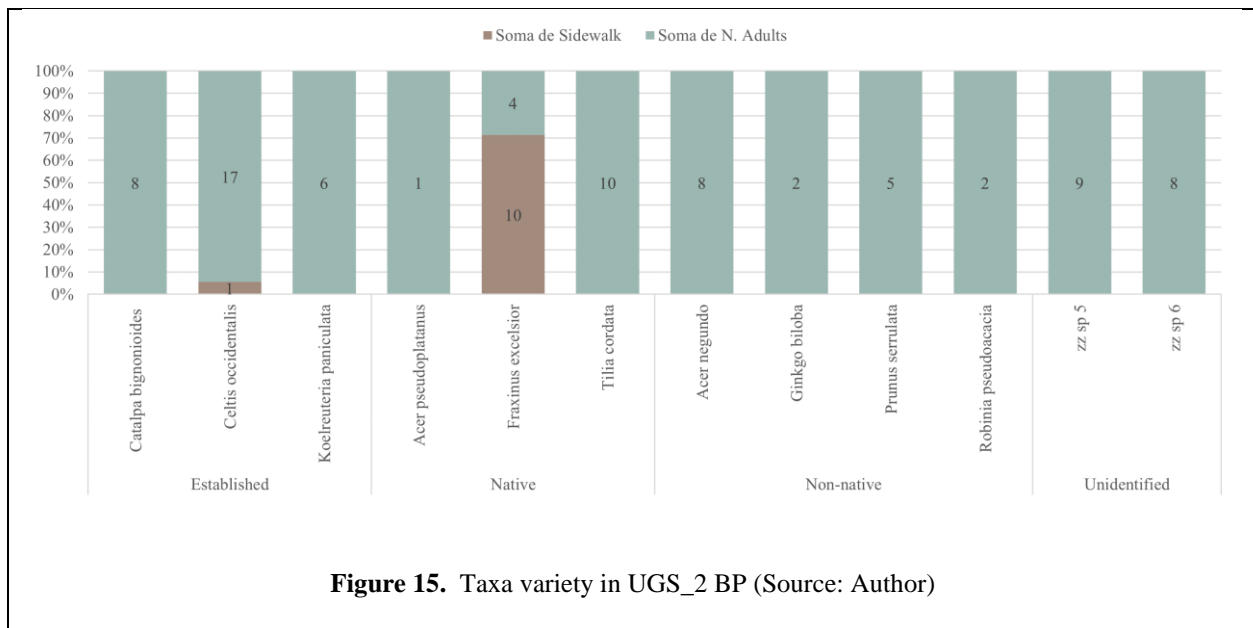 Soma de Sidewalk Soma de N. Adults
100%
90%
80%
70%
60%
50%
40%
30%
20%
10%
0%
8
17
1
6
1
4
10
10
8
2
5
2
9
8
Catalpa bignonioides
Celtis occidentalis
Koelreuteria paniculata
Acer pseudoplatanus
Fraxinus excelsior
Tilia cordata
Acer negundo
Ginkgo biloba
Prunus serrulata
Robinia pseudoacacia
zz sp 5
zz sp 6
Established Native Non-native Unidentified
Figure 15. Taxa variety in UGS_2 BP (Source: Author)